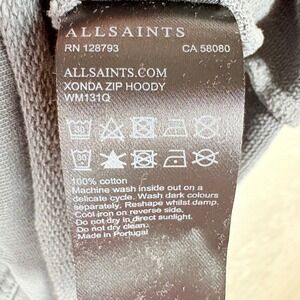 ALLSAINTS
RN 128793 CA 58080
ALLSAINTS.COM
XONDA ZIP HOODY
WM131Q
30
30
100% cotton
Machine wash inside out on a
delicate cycle. Wash dark colours
separately. Reshape whilst damp.
Cool iron on reverse side.
Do not dry in direct sunlight.
Do not dry clean.
Made in Portugal